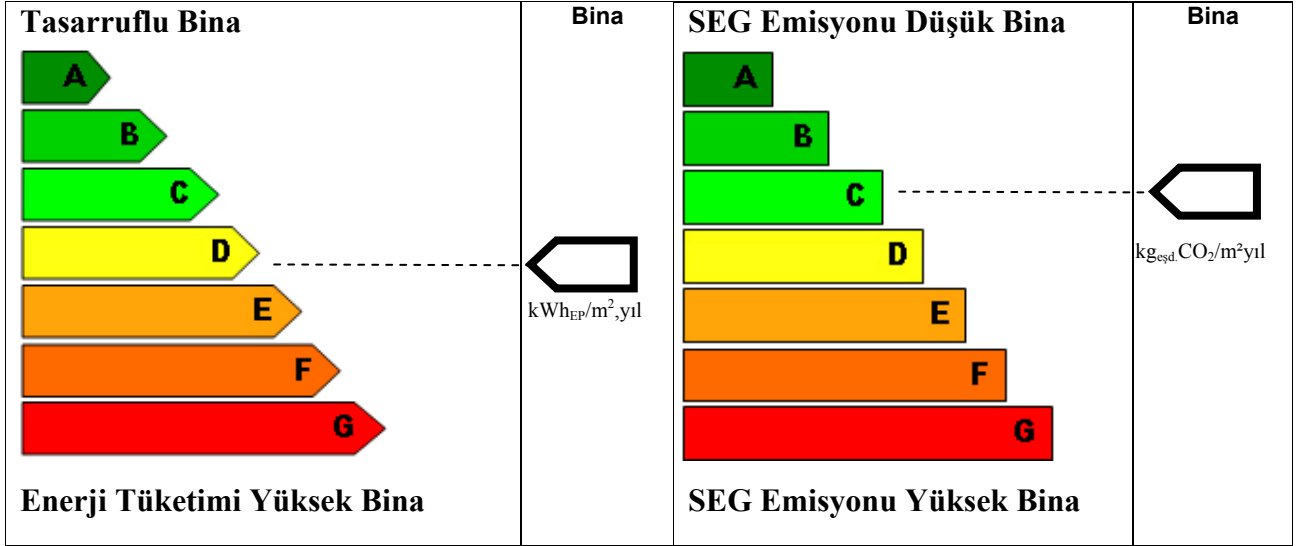 Tasarruflu Bina
A
B
C
D
E
F
G
Enerji Tüketimi Yüksek Bina
Bina
kWhEP/m²,yıl
SEG Emisyonu Düşük Bina
A
B
C
D
E
F
G
SEG Emisyonu Yüksek Bina
Bina
kgeşd.CO₂/m²yıl